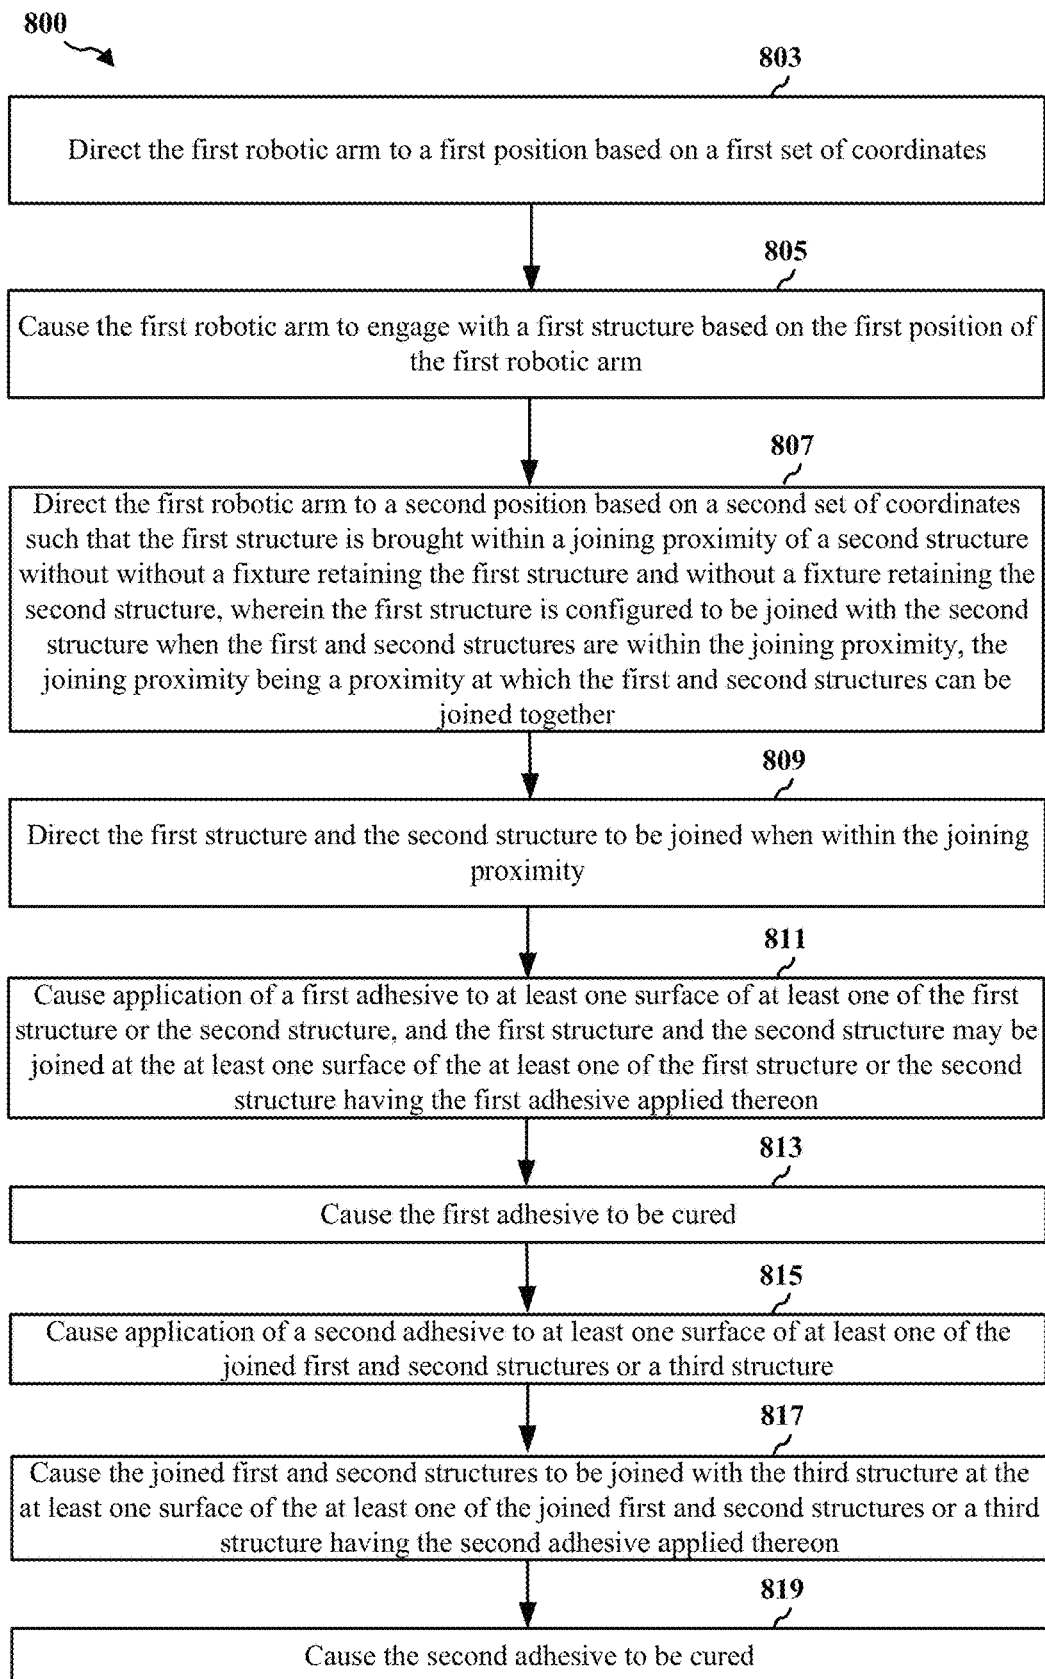 800
803
Direct the first robotic arm to a first position based on a first set of coordinates
805
Cause the first robotic arm to engage with a first structure based on the first position of
the first robotic arm
807
Direct the first robotic arm to a second position based on a second set of coordinates
such that the first structure is brought within a joining proximity of a second structure
without without a fixture retaining the first structure and without a fixture retaining the
second structure, wherein the first structure is configured to be joined with the second
structure when the first and second structures are within the joining proximity, the
joining proximity being a proximity at which the first and second structures can be
joined together
809
Direct the first structure and the second structure to be joined when within the joining
proximity
811
Cause application of a first adhesive to at least one surface of at least one of the first
structure or the second structure, and the first structure and the second structure may be
joined at the at least one surface of the at least one of the first structure or the second
structure having the first adhesive applied thereon
813
Cause the first adhesive to be cured
815
Cause application of a second adhesive to at least one surface of at least one of the
joined first and second structures or a third structure
817
Cause the joined first and second structures to be joined with the third structure at the
at least one surface of the at least one of the joined first and second structures or a third
structure having the second adhesive applied thereon
819
Cause the second adhesive to be cured